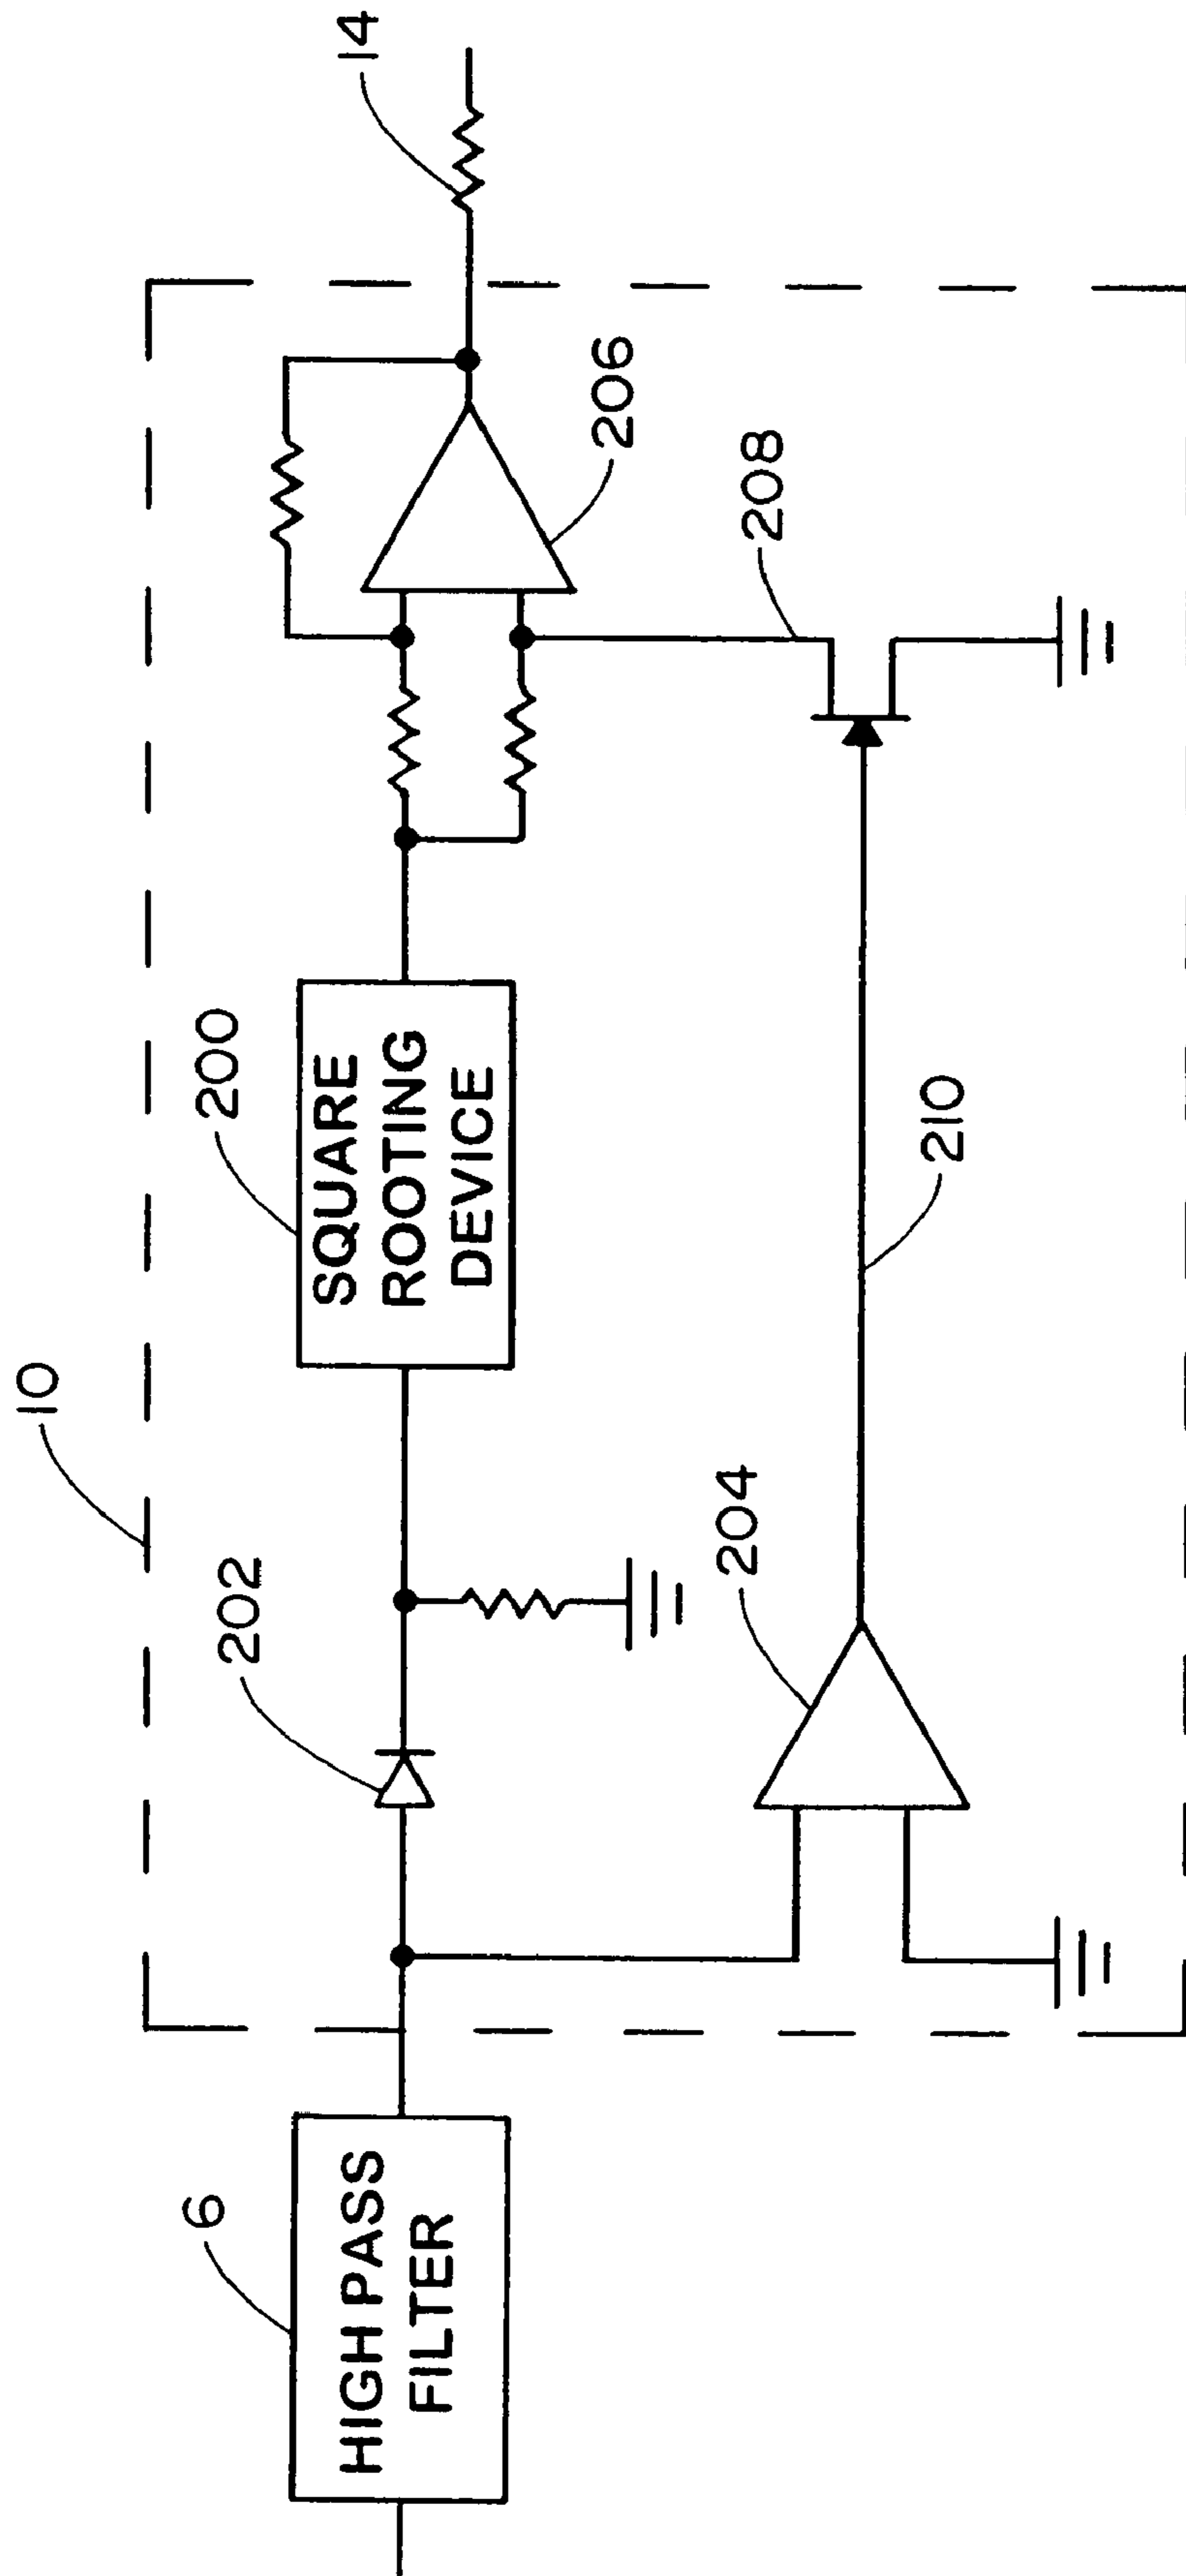 10
6
HIGH PASS
FILTER
202
200
SQUARE
ROOTING
DEVICE
14
206
204
210
208